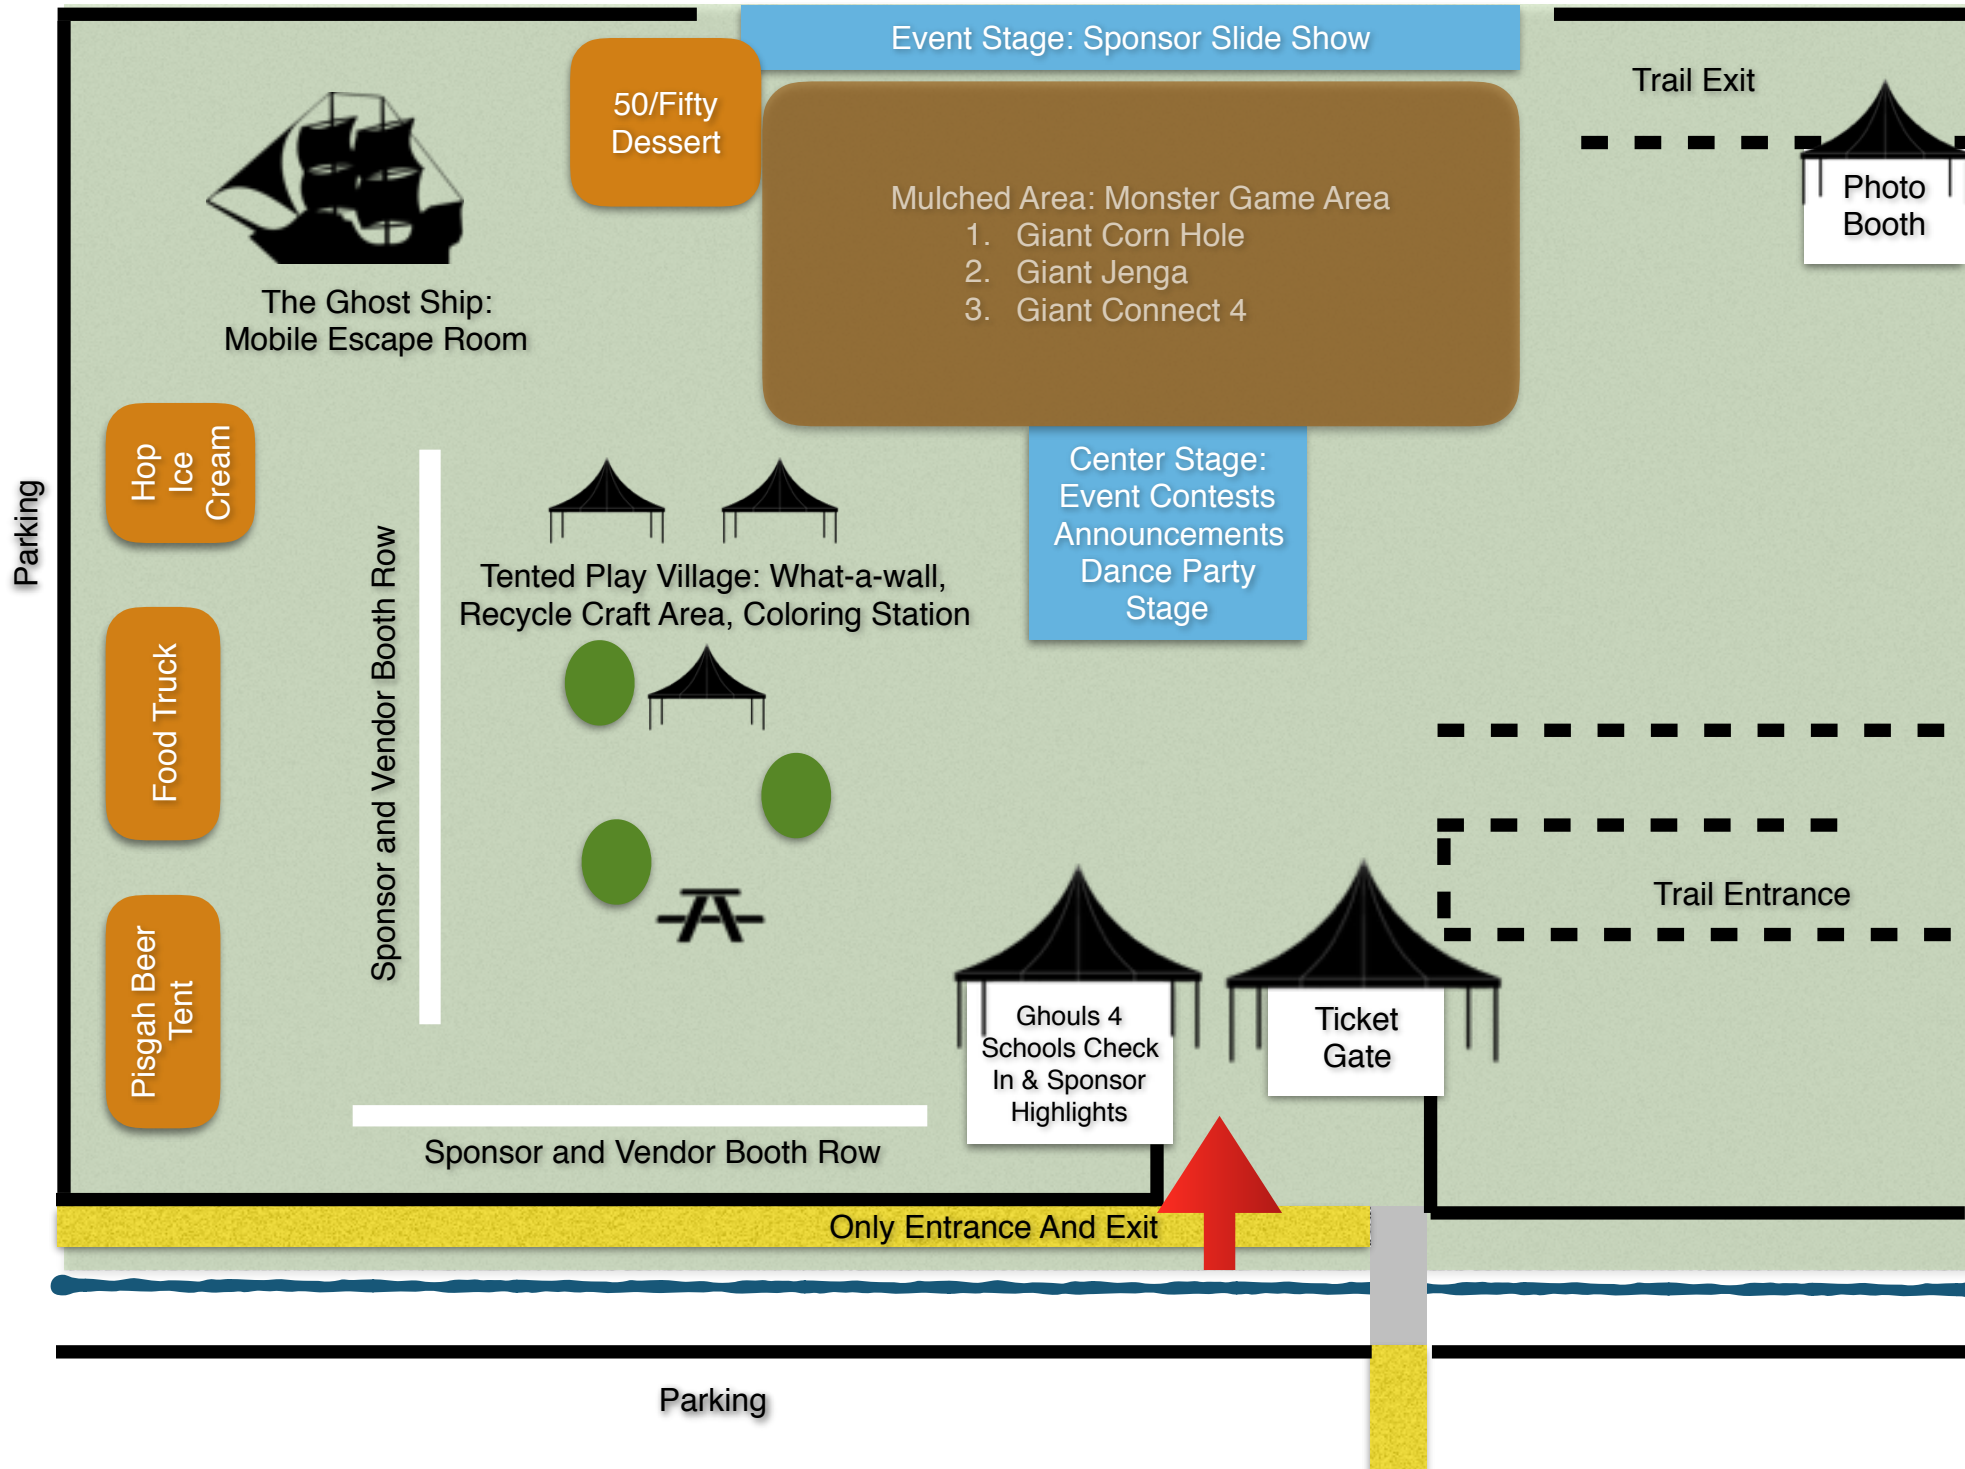 Event Stage: Sponsor Slide Show
Trail Exit
50/Fifty
Dessert
Mulched Area: Monster Game Area
1. Giant Corn Hole
2. Giant Jenga
3. Giant Connect 4
Photo
Booth
The Ghost Ship:
Mobile Escape Room
Hop
Ice
Cream
Parking
Center Stage:
Event Contests
Announcements
Dance Party
Stage
Sponsor and Vendor Booth Row
Tented Play Village: What-a-wall,
Recycle Craft Area, Coloring Station
Food Truck
Trail Entrance
Pisgah Beer
Tent
Ghouls 4
Schools Check
In & Sponsor
Highlights
Ticket
Gate
Sponsor and Vendor Booth Row
Only Entrance And Exit
Parking